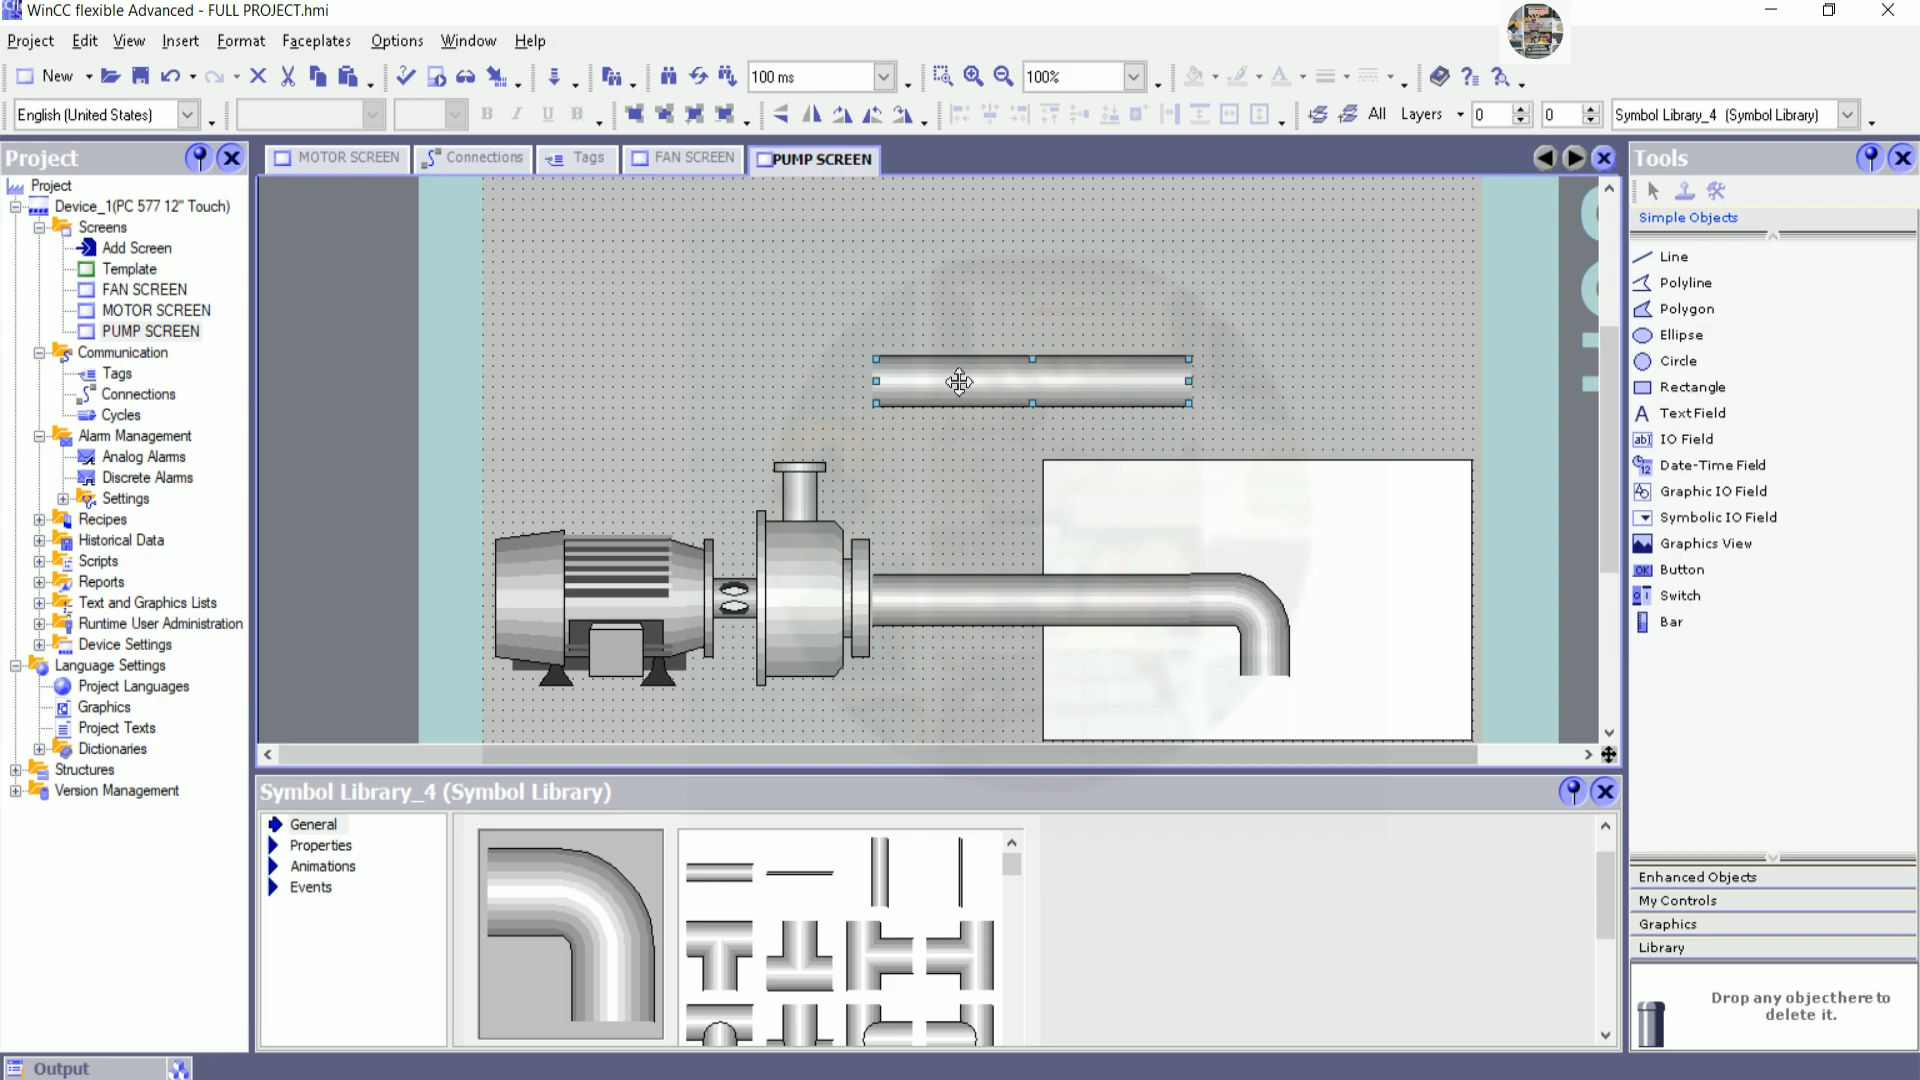 WinCC flexible Advanced - FULL PROJECT.hmi
Project Edit View Insert Format Faceplates Options Window Help
New 100 ms 100%
English (United States) B I U B All Layers 0 0 Symbol Library_4 (Symbol Library)
Project
MOTOR SCREEN Connections Tags FAN SCREEN PUMP SCREEN
Tools
Project
Device_1(PC 577 12" Touch)
Screens
Add Screen
Template
FAN SCREEN
MOTOR SCREEN
PUMP SCREEN
Communication
Tags
Connections
Cycles
Alarm Management
Analog Alarms
Discrete Alarms
Settings
Recipes
Historical Data
Scripts
Reports
Text and Graphics Lists
Runtime User Administration
Device Settings
Language Settings
Project Languages
Graphics
Project Texts
Dictionaries
Structures
Version Management
Simple Objects
Line
Polyline
Polygon
Ellipse
Circle
Rectangle
TextField
IO Field
Date-Time Field
Graphic IO Field
Symbolic IO Field
Graphics View
Button
Switch
Bar
Enhanced Objects
My Controls
Graphics
Library
Drop any objecthere to
delete it.
Symbol Library_4 (Symbol Library)
General
Properties
Animations
Events
Output